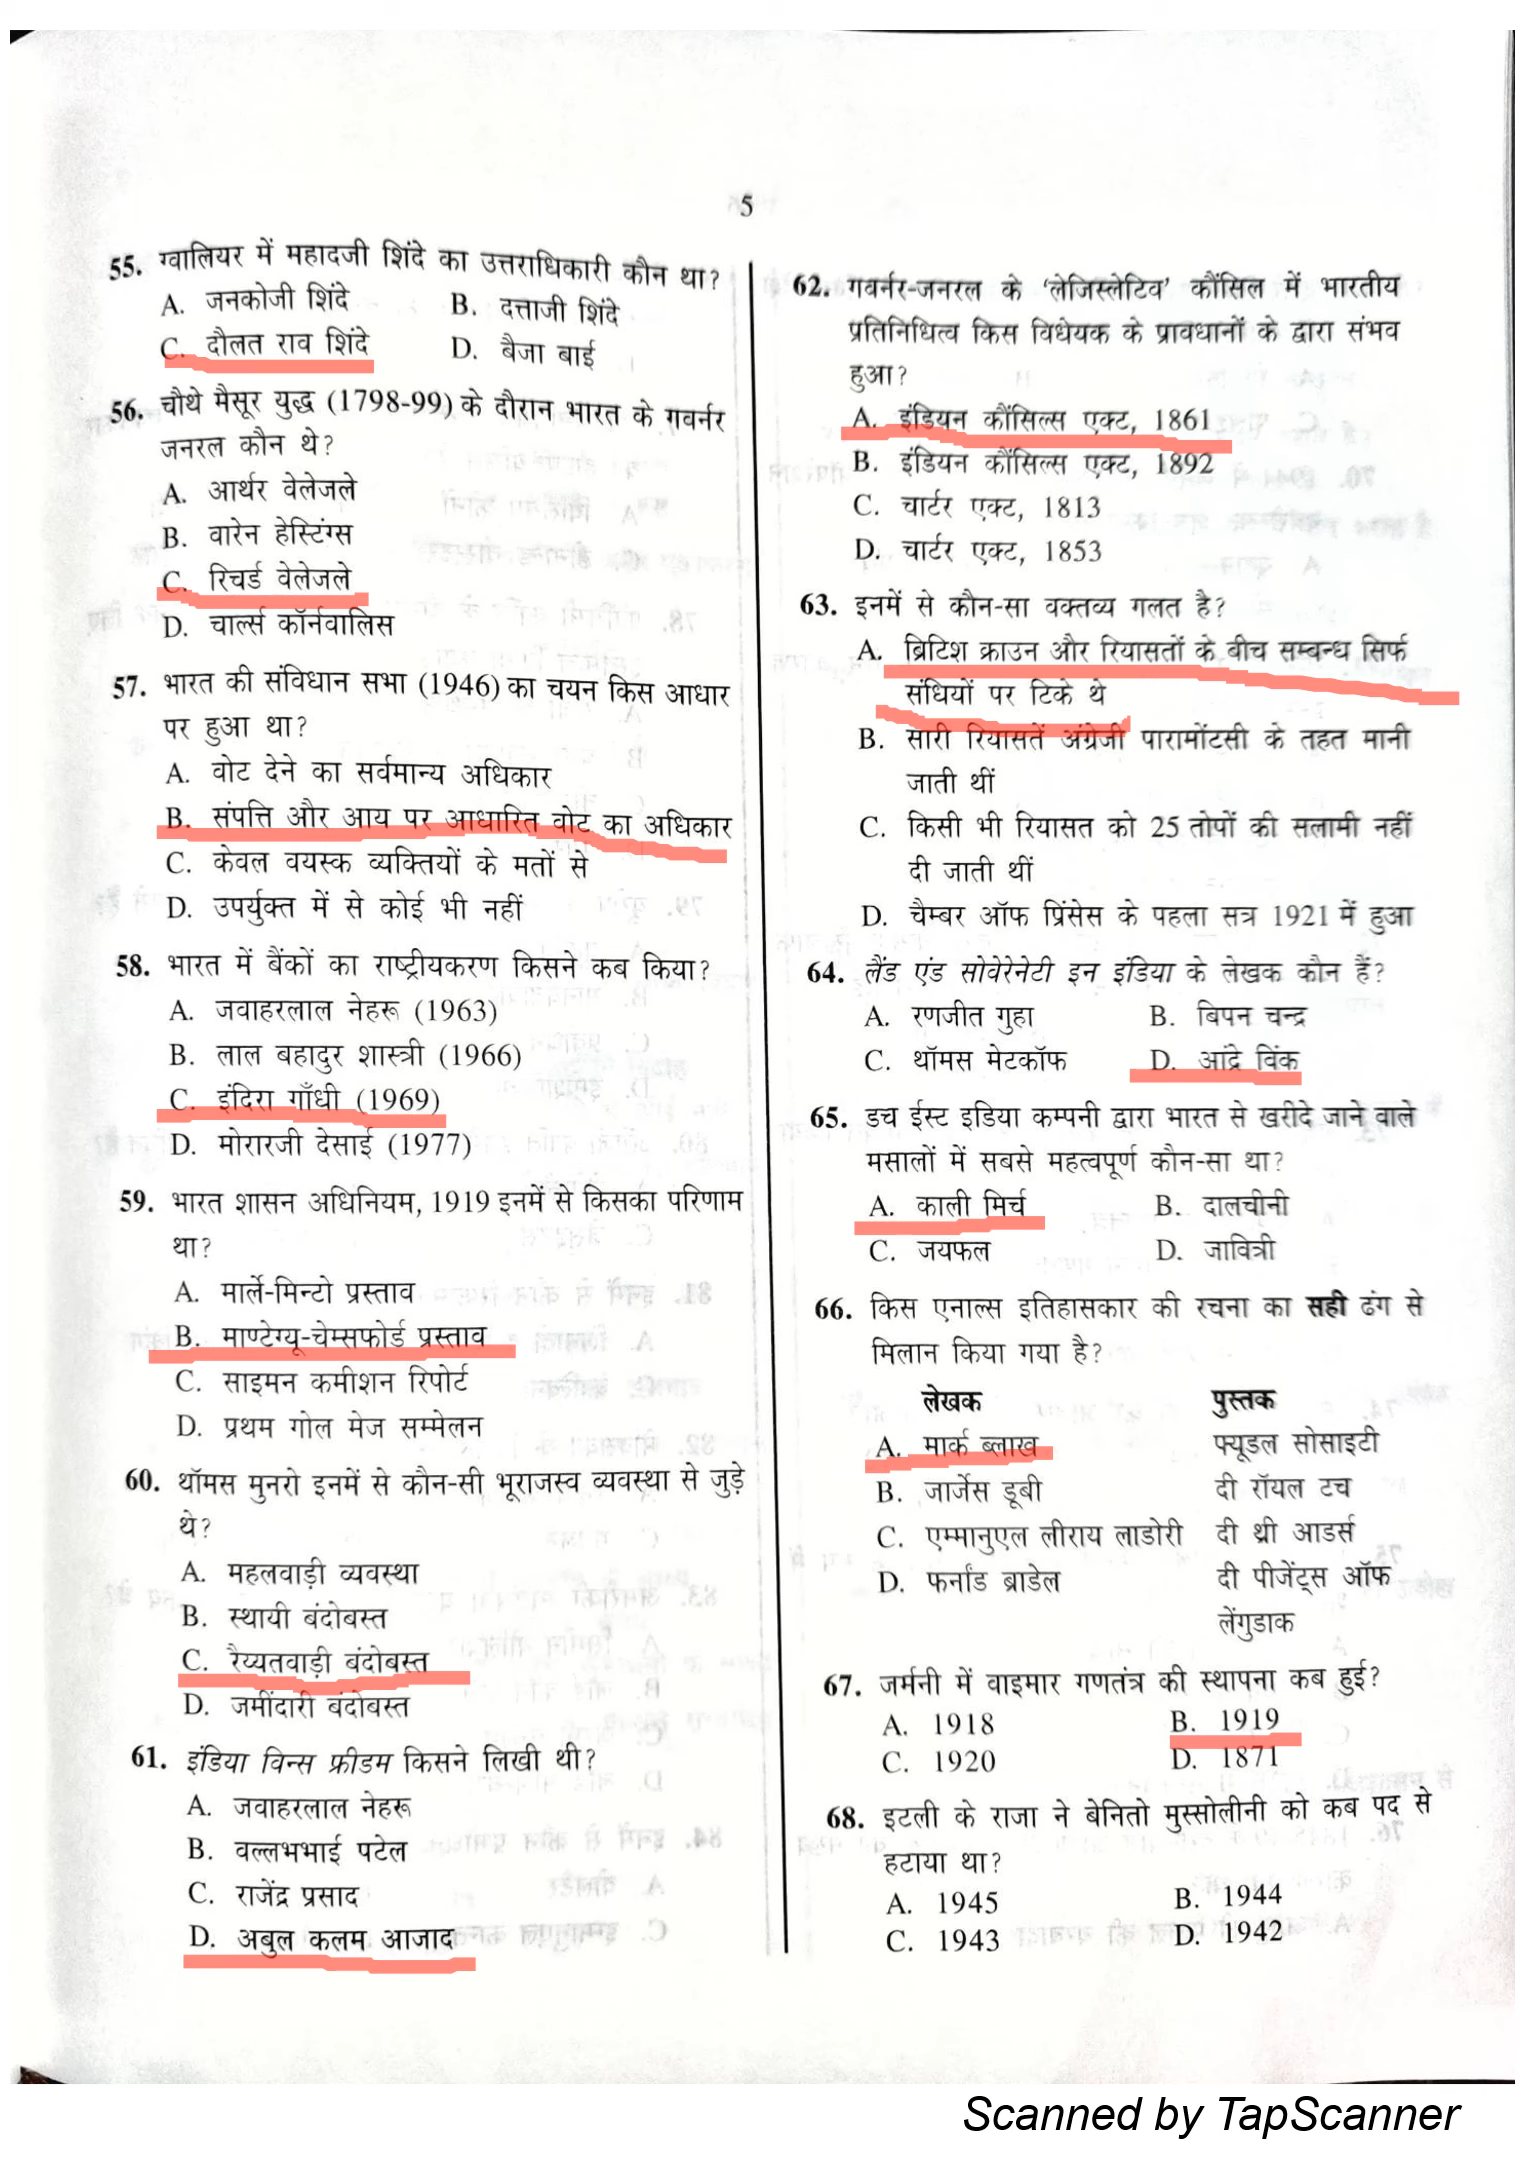 5
55. ग्वालियर में महादजी शिंदे का उत्तराधिकारी कौन था?
A. जनकोजी शिंदे B. दत्ताजी शिंदे
C. दौलत राव शिंदे D. बैजा बाई
56. चौथे मैसूर युद्ध (1798-99) के दौरान भारत के गवर्नर
जनरल कौन थे?
A. आर्थर वेलेजले
B. वारेन हेस्टिंग्स
C. रिचर्ड वेलेजले
D. चार्ल्स कॉर्नवालिस
57. भारत की संविधान सभा (1946) का चयन किस आधार
पर हुआ था?
A. वोट देने का सर्वमान्य अधिकार
B. संपत्ति और आय पर आधारित वोट का अधिकार
C. केवल वयस्क व्यक्तियों के मतों से
D. उपर्युक्त में से कोई भी नहीं
58. भारत में बैंकों का राष्ट्रीयकरण किसने कब किया?
A. जवाहरलाल नेहरू (1963)
B. लाल बहादुर शास्त्री (1966)
C. इंदिरा गाँधी (1969)
D. मोरारजी देसाई (1977)
59. भारत शासन अधिनियम, 1919 इनमें से किसका परिणाम
था?
A. मार्ले-मिन्टो प्रस्ताव
B. माण्टेग्यू-चेम्सफोर्ड प्रस्ताव
C. साइमन कमीशन रिपोर्ट
D. प्रथम गोल मेज सम्मेलन
60. थॉमस मुनरो इनमें से कौन-सी भूराजस्व व्यवस्था से जुड़े
थे?
A. महलवाड़ी व्यवस्था
B. स्थायी बंदोबस्त
C. रैय्यतवाड़ी बंदोबस्त
D. जमींदारी बंदोबस्त
61. इंडिया विन्स फ्रीडम किसने लिखी थी?
A. जवाहरलाल नेहरू
B. वल्लभभाई पटेल
C. राजेंद्र प्रसाद
D. अबुल कलम आजाद
62. गवर्नर-जनरल के ‘लेजिस्लेटिव’ कौंसिल में भारतीय
प्रतिनिधित्व किस विधेयक के प्रावधानों के द्वारा संभव
हुआ?
A. इंडियन कौंसिल्स एक्ट, 1861
B. इंडियन कौंसिल्स एक्ट, 1892
C. चार्टर एक्ट, 1813
D. चार्टर एक्ट, 1853
63. इनमें से कौन-सा वक्तव्य गलत है?
A. ब्रिटिश क्राउन और रियासतों के बीच सम्बन्ध सिर्फ
संधियों पर टिके थे
B. सारी रियासतें अंग्रेजी पारामोंटसी के तहत मानी
जाती थीं
C. किसी भी रियासत को 25 तोपों की सलामी नहीं
दी जाती थीं
D. चैम्बर ऑफ प्रिंसेस के पहला सत्र 1921 में हुआ
64. लैंड एंड सोवेरेनेटी इन इंडिया के लेखक कौन हैं?
A. रणजीत गुहा B. बिपन चन्द्र
C. थॉमस मेटकॉफ D. आंद्रे विंक
65. डच ईस्ट इडिया कम्पनी द्वारा भारत से खरीदे जाने वाले
मसालों में सबसे महत्वपूर्ण कौन-सा था?
A. काली मिर्च B. दालचीनी
C. जयफल D. जावित्री
66. किस एनाल्स इतिहासकार की रचना का सही ढंग से
मिलान किया गया है?
लेखक पुस्तक
A. मार्क ब्लाख फ्यूडल सोसाइटी
B. जार्जेस डूबी दी रॉयल टच
C. एम्मानुएल लीराय लाडोरी दी थ्री आडर्स
D. फर्नांड ब्राडेल दी पीजेंट्स ऑफ
लेंगुडाक
67. जर्मनी में वाइमार गणतंत्र की स्थापना कब हुई?
A. 1918 B. 1919
C. 1920 D. 1871
68. इटली के राजा ने बेनितो मुस्सोलीनी को कब पद से
हटाया था?
A. 1945 B. 1944
C. 1943 D. 1942
Scanned by TapScanner